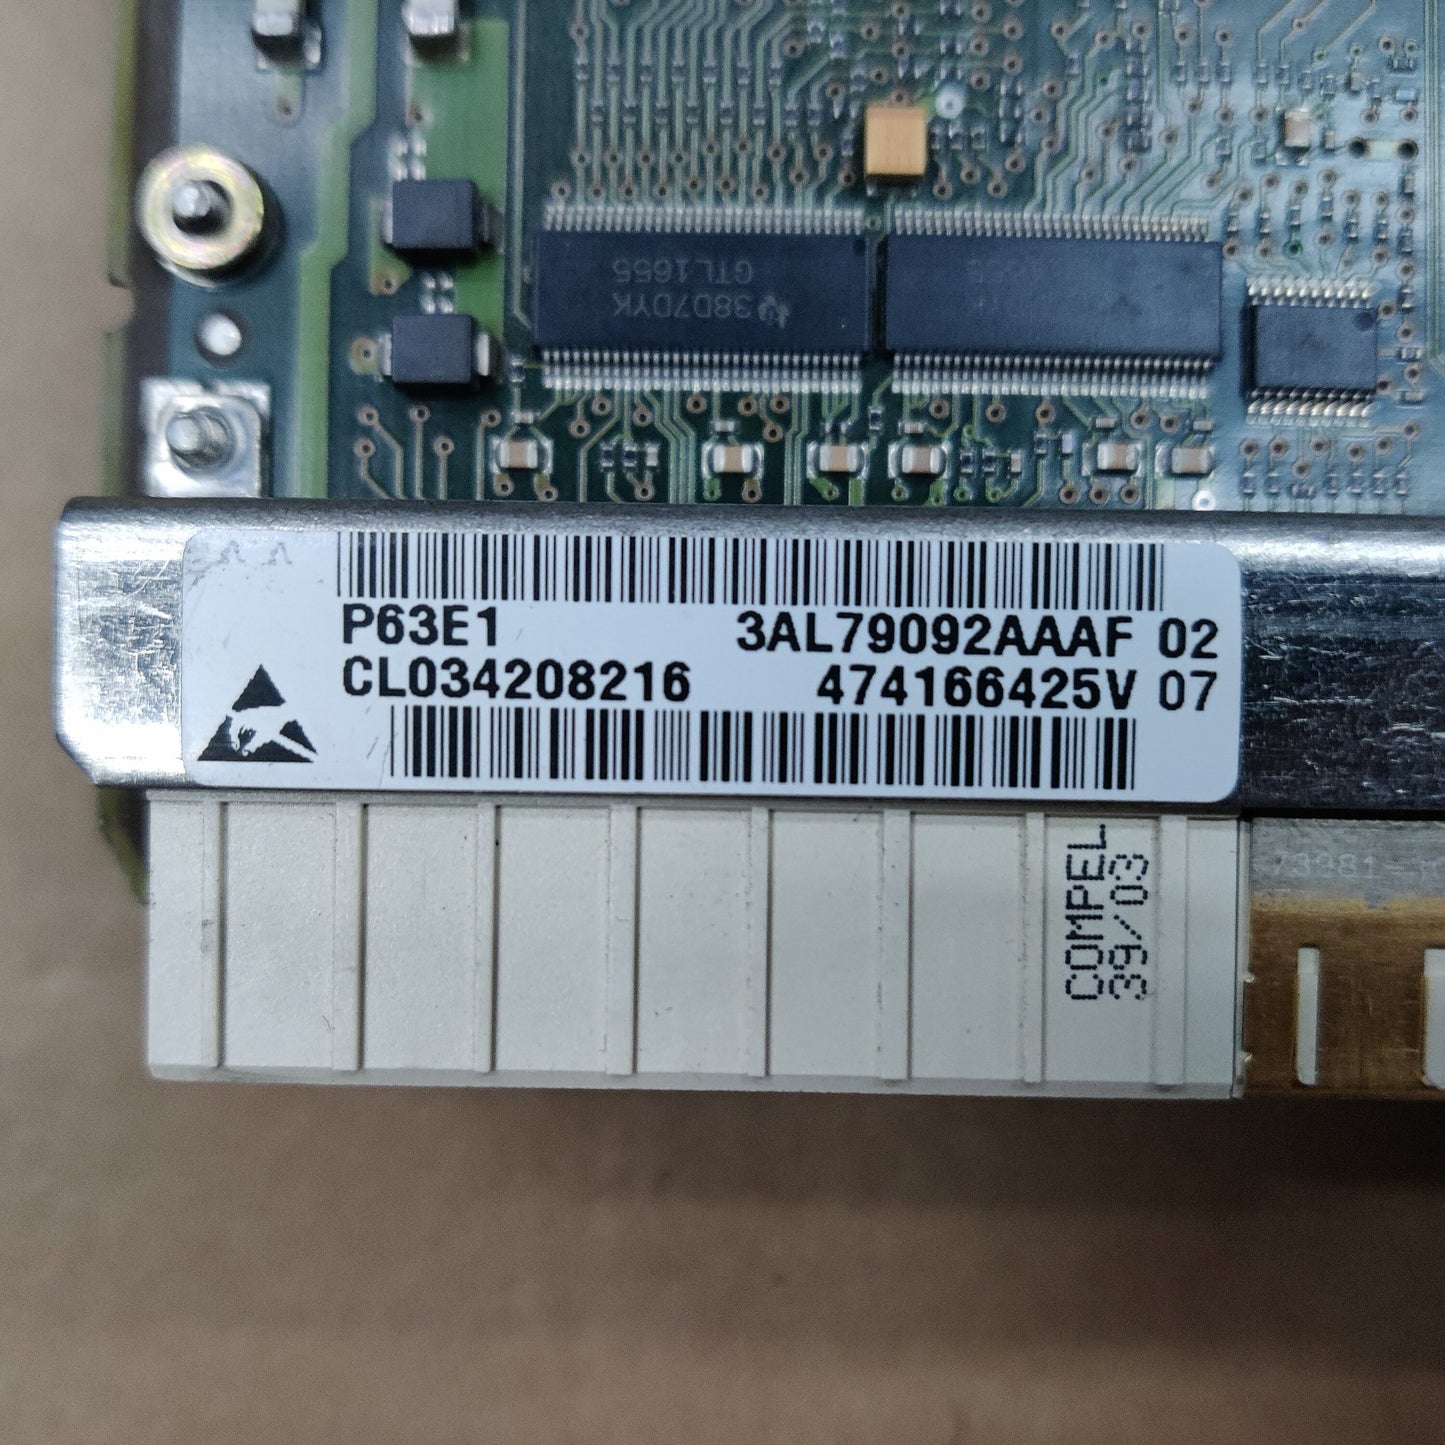 38D7DYK
GTL1655
P63E1 3AL79092AAAF 02
CL034208216 474166425V 07
COMPEL
39/03